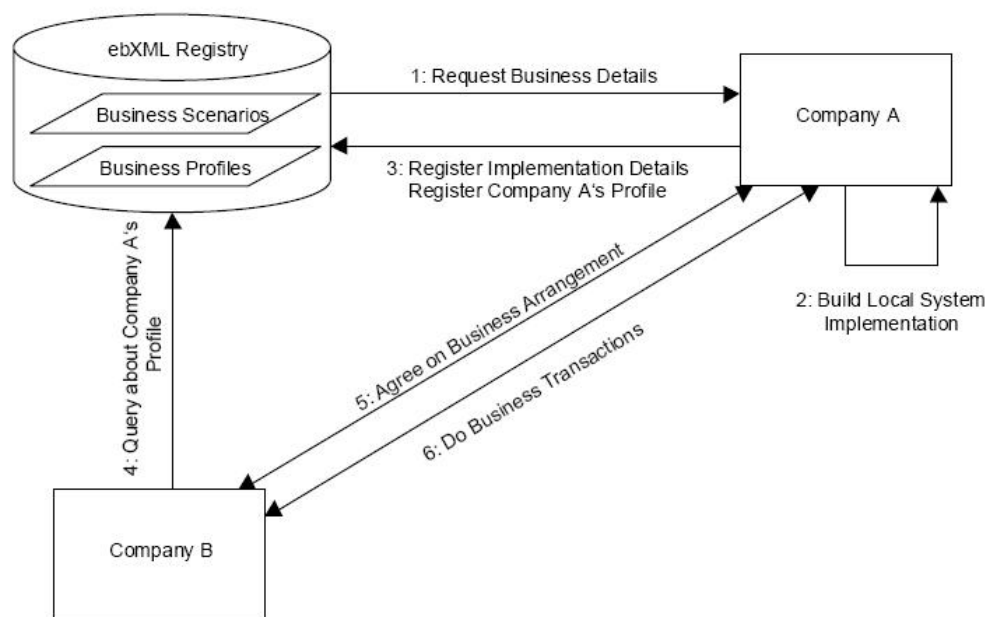 ebXML Registry
Business Scenarios
Business Profiles
1: Request Business Details
Company A
3: Register Implementation Details
Register Company A‘s Profile
2: Build Local System
Implementation
4: Query about Company A‘s
Profile
5: Agree on Business Arrangement
6: Do Business Transactions
Company B